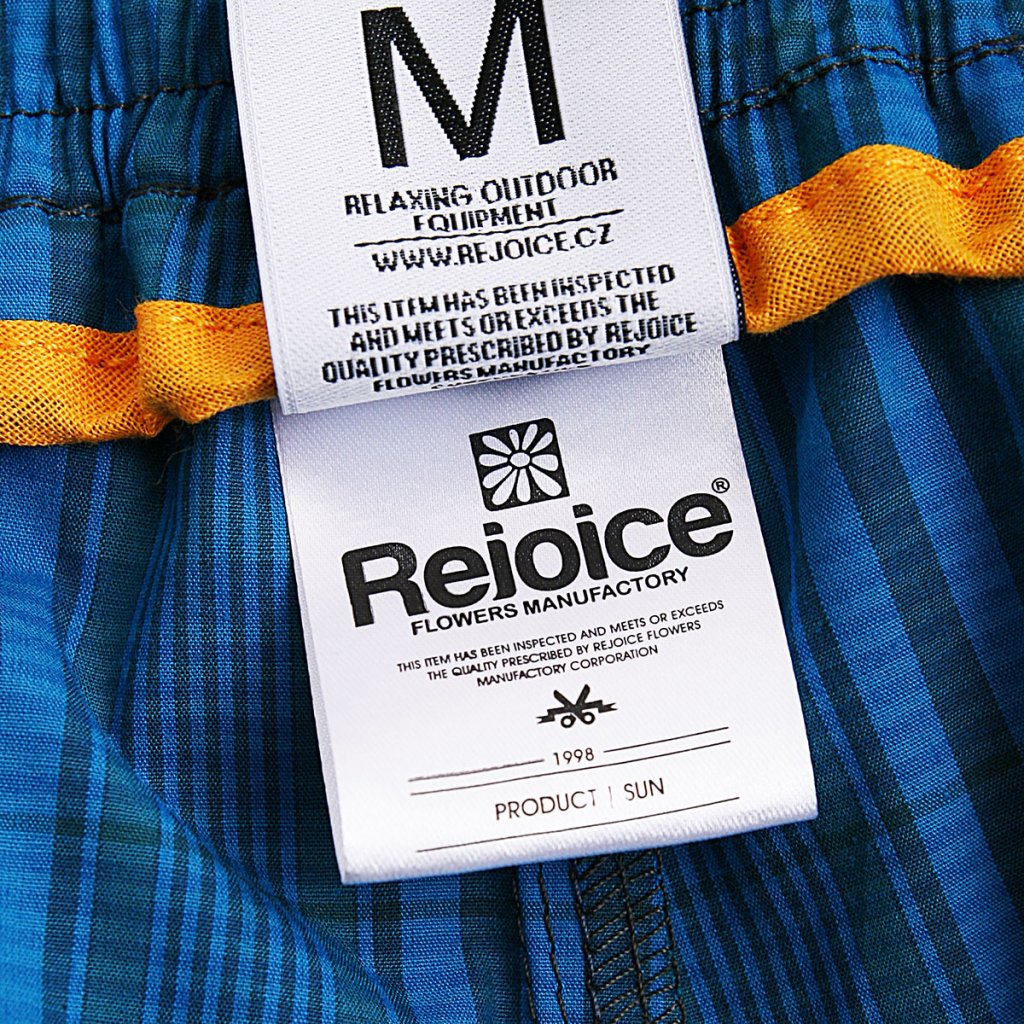 M
RELAXING OUTDOOR
EQUIPMENT
WWW.REJOICE.CZ
THIS ITEM HAS BEEN INSPECTED
AND MEETS OR EXCEEDS THE
QUALITY PRESCRIBED BY REJOICE
FLOWERS MANUFACTORY
Rejoice®
FLOWERS MANUFACTORY
THIS ITEM HAS BEEN INSPECTED AND MEETS OR EXCEEDS
THE QUALITY PRESCRIBED BY REJOICE FLOWERS
MANUFACTORY CORPORATION
1998
PRODUCT | SUN